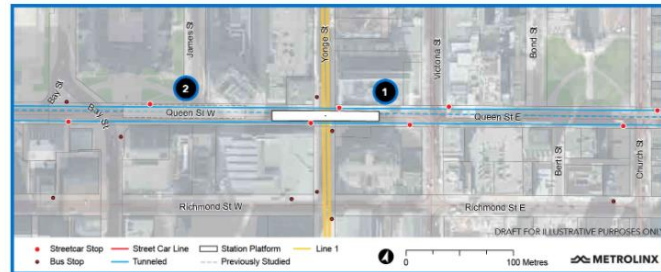 Bay St
James St
Yonge St
Victoria St
Bond St
2
1
Bay St
Queen St W
Queen St E
Berti St
Church St
Richmond St W
Richmond St E
DRAFT FOR ILLUSTRATIVE PURPOSES ONLY
Streetcar Stop
Street Car Line
Station Platform
Line 1
Bus Stop
Tunneled
Previously Studied
0
100 Metres
METROLINX